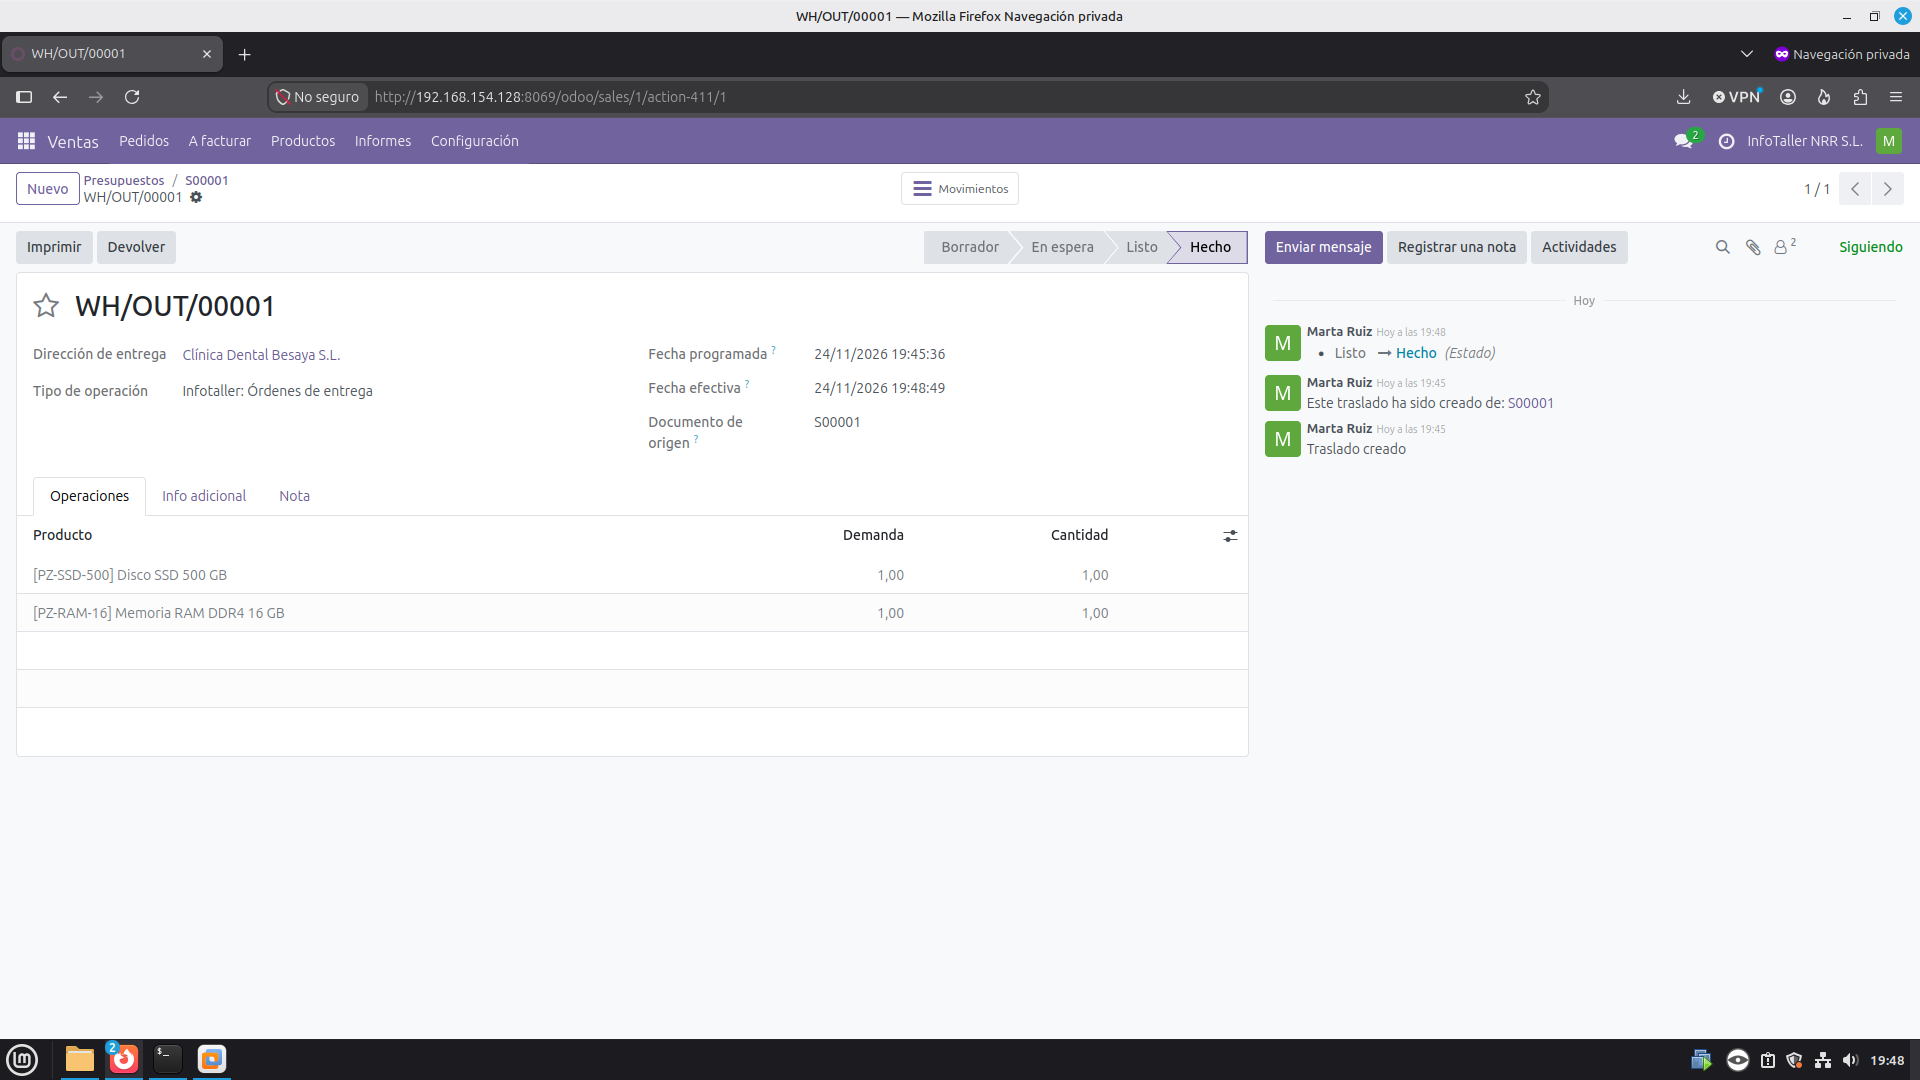 WH/OUT/00001 — Mozilla Firefox Navegación privada
WH/OUT/00001
Navegación privada
No seguro
http://192.168.154.128:8069/odoo/sales/1/action-411/1
VPN
Ventas
Pedidos
A facturar
Productos
Informes
Configuración
2
InfoTaller NRR S.L.
M
Nuevo
Presupuestos / S00001
WH/OUT/00001
Movimientos
1 / 1
Imprimir
Devolver
Borrador
En espera
Listo
Hecho
Enviar mensaje
Registrar una nota
Actividades
2
Siguiendo
WH/OUT/00001
Dirección de entrega
Clínica Dental Besaya S.L.
Tipo de operación
Infotaller: Órdenes de entrega
Fecha programada ?
24/11/2026 19:45:36
Fecha efectiva ?
24/11/2026 19:48:49
Documento de
origen ?
S00001
Operaciones
Info adicional
Nota
Producto Demanda Cantidad
[PZ-SSD-500] Disco SSD 500 GB 1,00 1,00
[PZ-RAM-16] Memoria RAM DDR4 16 GB 1,00 1,00
Hoy
M
Marta Ruiz Hoy a las 19:48
• Listo → Hecho (Estado)
M
Marta Ruiz Hoy a las 19:45
Este traslado ha sido creado de: S00001
M
Marta Ruiz Hoy a las 19:45
Traslado creado
2
19:48